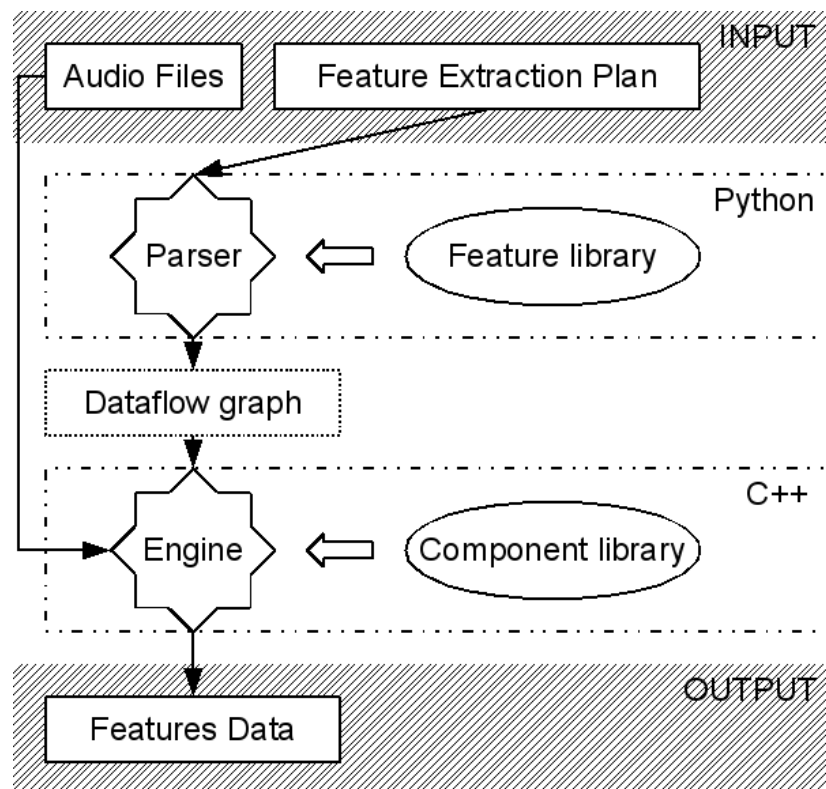 INPUT
Audio Files
Feature Extraction Plan
Python
Parser
Feature library
Dataflow graph
C++
Engine
Component library
OUTPUT
Features Data